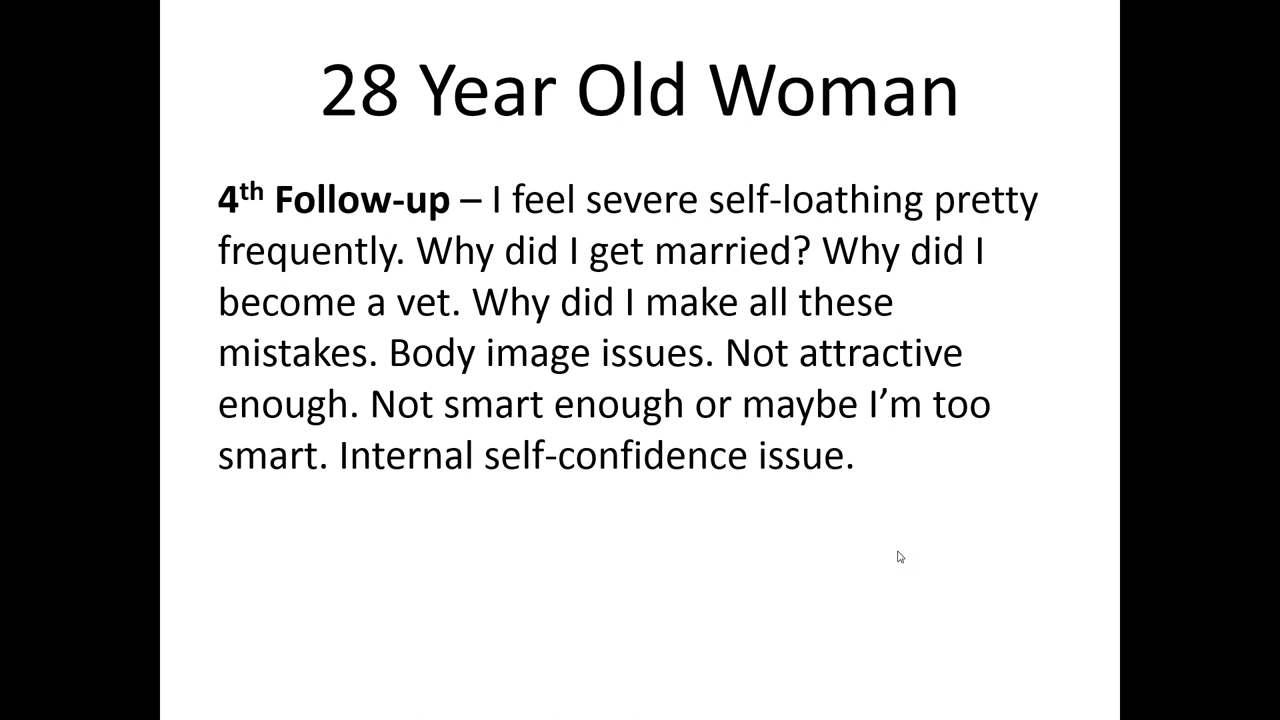 28 Year Old Woman
4th Follow-up – I feel severe self-loathing pretty
frequently. Why did I get married? Why did I
become a vet. Why did I make all these
mistakes. Body image issues. Not attractive
enough. Not smart enough or maybe I’m too
smart. Internal self-confidence issue.